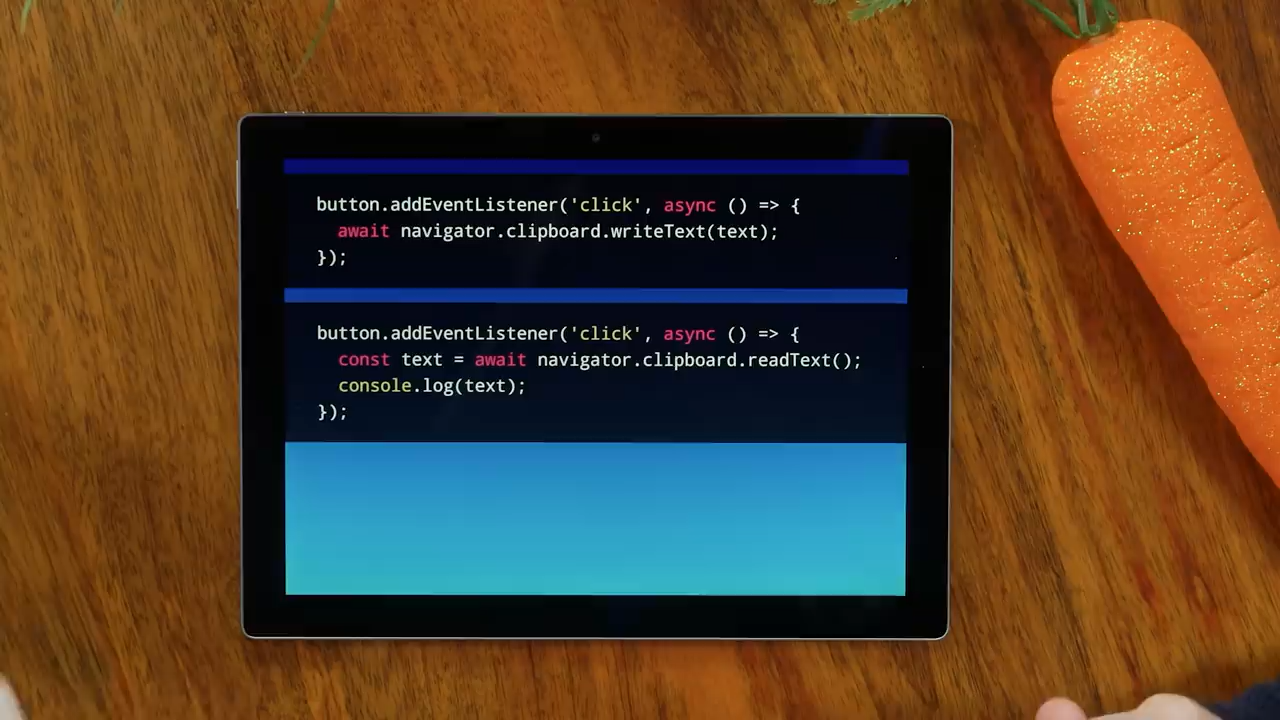 button.addEventListener('click', async () => {
  await navigator.clipboard.writeText(text);
});
button.addEventListener('click', async () => {
  const text = await navigator.clipboard.readText();
  console.log(text);
});